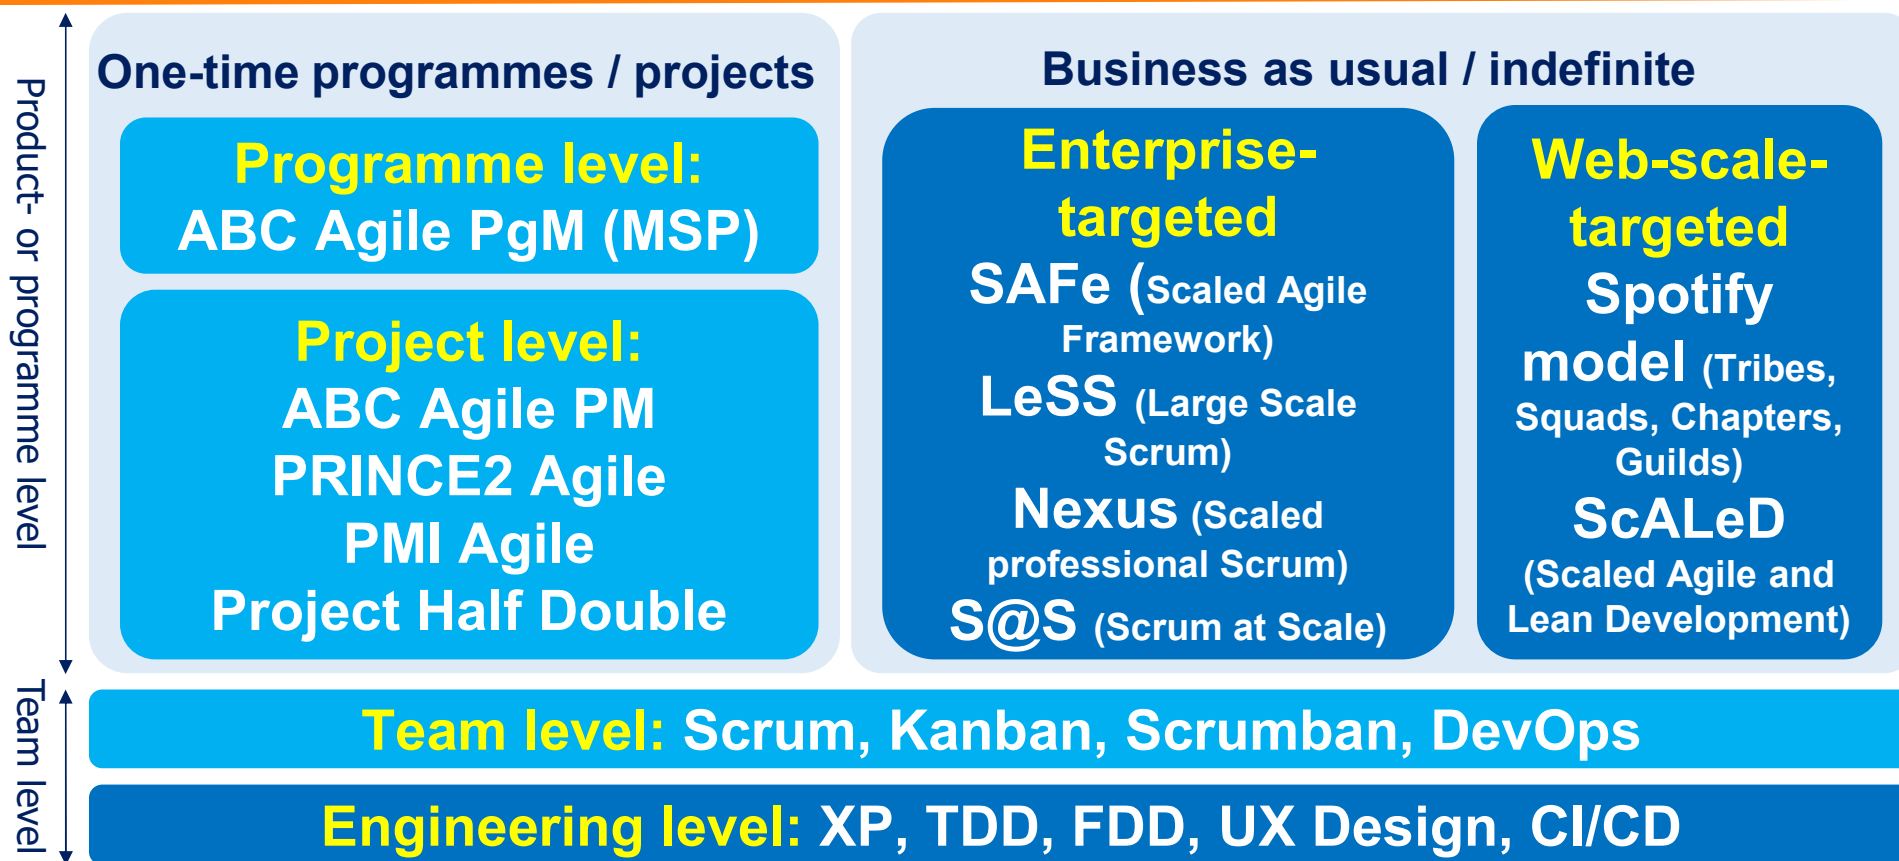 Product- or programme level
One-time programmes / projects
Programme level:
ABC Agile PgM (MSP)
Project level:
ABC Agile PM
PRINCE2 Agile
PMI Agile
Project Half Double
Business as usual / indefinite
Enterprise-
targeted
SAFe (Scaled Agile
Framework)
LeSS (Large Scale
Scrum)
Nexus (Scaled
professional Scrum)
S@S (Scrum at Scale)
Web-scale-
targeted
Spotify
model (Tribes,
Squads, Chapters,
Guilds)
ScALeD
(Scaled Agile and
Lean Development)
Team level
Team level: Scrum, Kanban, Scrumban, DevOps
Engineering level: XP, TDD, FDD, UX Design, CI/CD